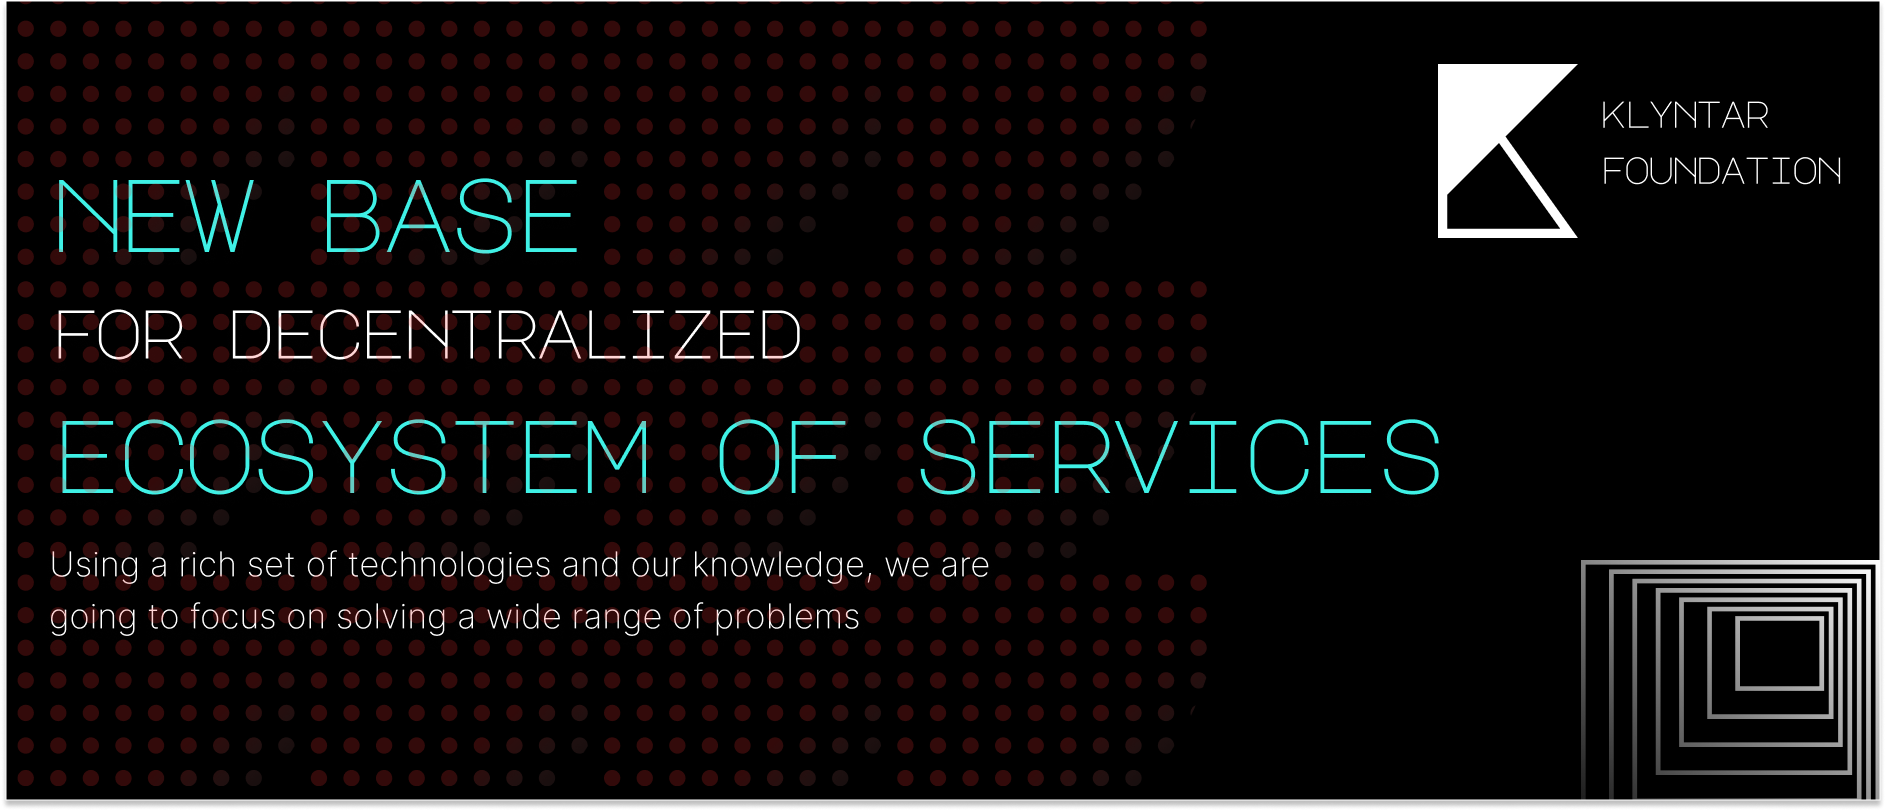 NEW BASE
FOR DECENTRALIZED
ECOSYSTEM OF SERVICES
Using a rich set of technologies and our knowledge, we are
going to focus on solving a wide range of problems
KLYNTAR
FOUNDATION